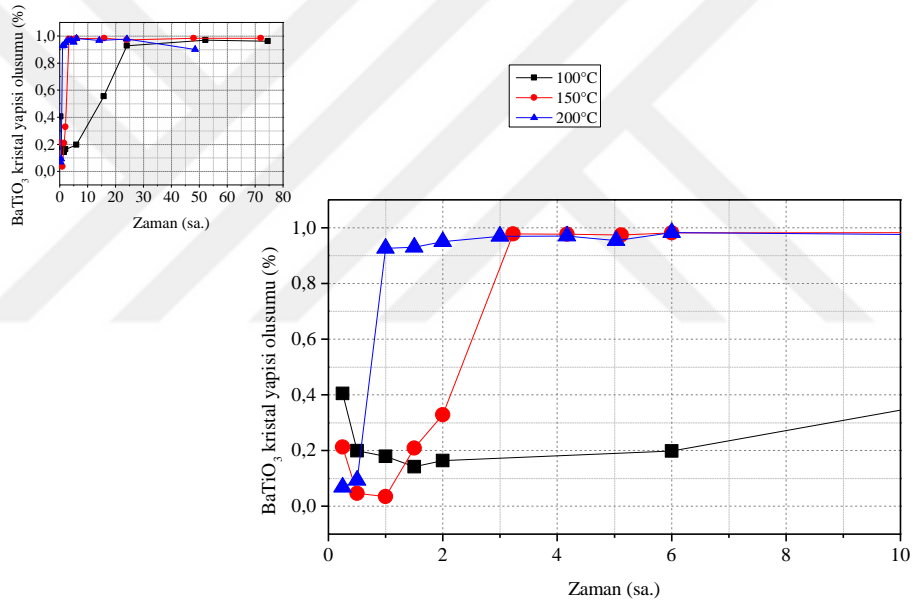 BaTiO3 kristal yapisi olusumu (%)
1,0
0,8
0,6
0,4
0,2
0,0
0 10 20 30 40 50 60 70 80
Zaman (sa.)
100°C
150°C
200°C
BaTiO3 kristal yapisi olusumu (%)
1,0
0,8
0,6
0,4
0,2
0,0
0 2 4 6 8 10
Zaman (sa.)